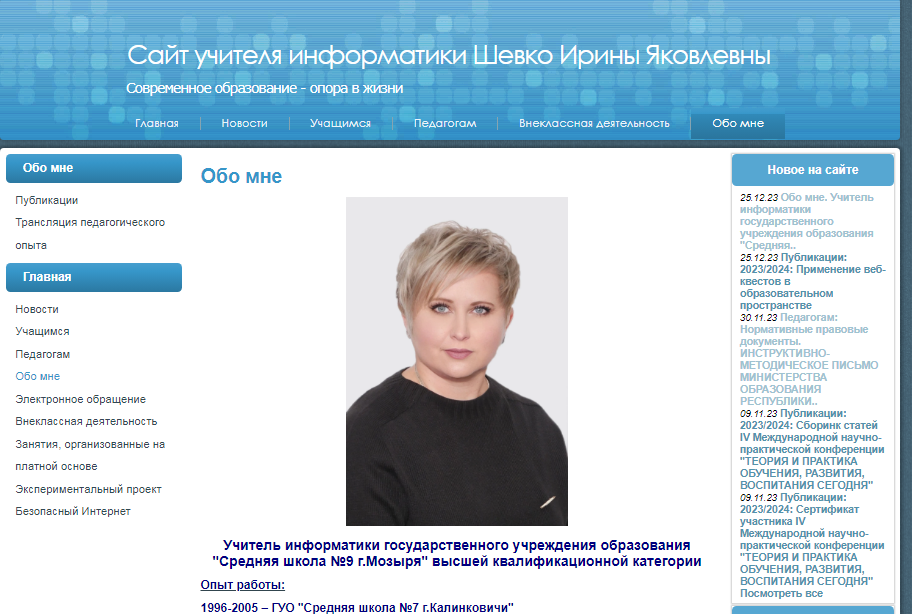 Сайт учителя информатики Шевко Ирины Яковлевны
Современное образование - опора в жизни
Главная
Новости
Учащимся
Педагогам
Внеклассная деятельность
Обо мне
Обо мне
Публикации
Трансляция педагогического
опыта
Главная
Новости
Учащимся
Педагогам
Обо мне
Электронное обращение
Внеклассная деятельность
Занятия, организованные на
платной основе
Экспериментальный проект
Безопасный Интернет
Обо мне
Учитель информатики государственного учреждения образования
"Средняя школа №9 г.Мозыря" высшей квалификационной категории
Опыт работы:
1996-2005 – ГУО "Средняя школа №7 г.Калинковичи"
Новое на сайте
25.12.23 Обо мне. Учитель
информатики
государственного
учреждения образования
"Средняя..
25.12.23 Публикации:
2023/2024: Применение веб-
квестов в
образовательном
пространстве
30.11.23 Педагогам:
Нормативные правовые
документы.
ИНСТРУКТИВНО-
МЕТОДИЧЕСКОЕ ПИСЬМО
МИНИСТЕРСТВА
ОБРАЗОВАНИЯ
РЕСПУБЛИКИ..
09.11.23 Публикации:
2023/2024: Сборинк статей
IV Международной научно-
практической конференции
"ТЕОРИЯ И ПРАКТИКА
ОБУЧЕНИЯ, РАЗВИТИЯ,
ВОСПИТАНИЯ СЕГОДНЯ"
09.11.23 Публикации:
2023/2024: Сертификат
участника IV
Международной научно-
практической конференции
"ТЕОРИЯ И ПРАКТИКА
ОБУЧЕНИЯ, РАЗВИТИЯ,
ВОСПИТАНИЯ СЕГОДНЯ"
Посмотреть все